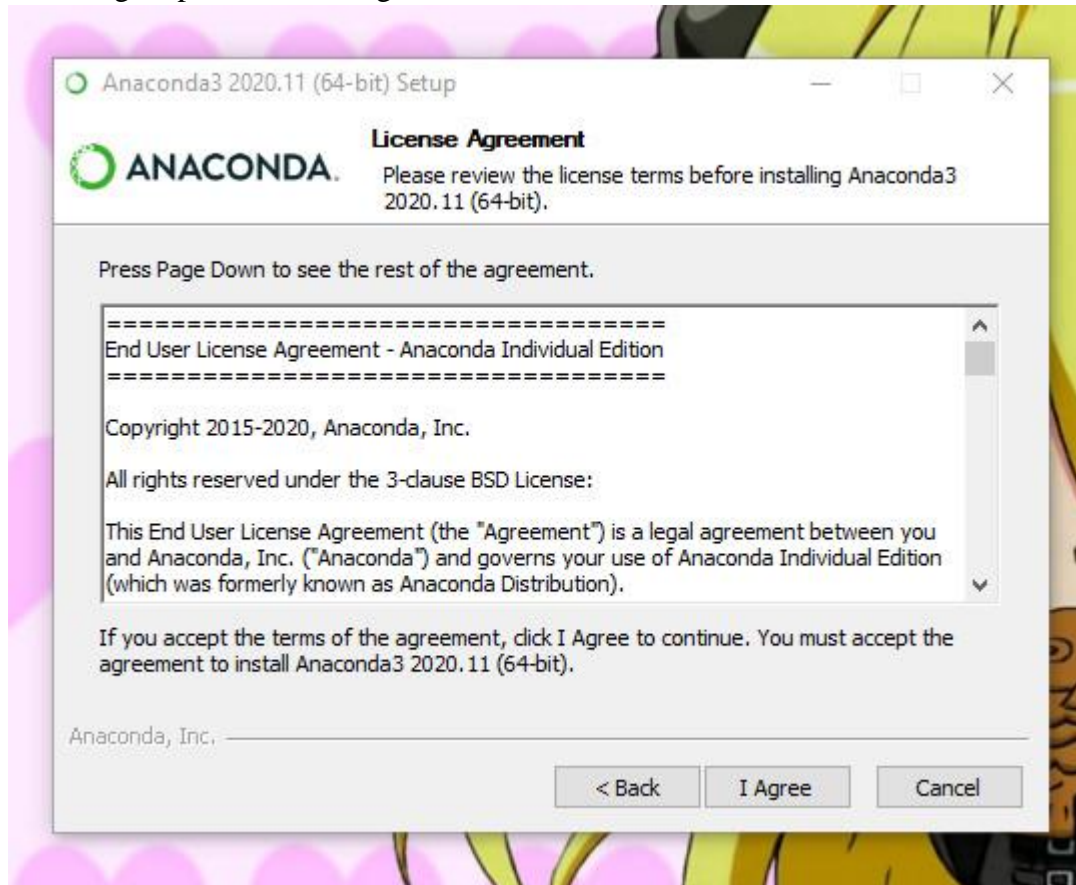 Anaconda3 2020.11 (64-bit) Setup
ANACONDA.
License Agreement
Please review the license terms before installing Anaconda3
2020.11 (64-bit).
Press Page Down to see the rest of the agreement.
===================================
End User License Agreement - Anaconda Individual Edition
===================================
Copyright 2015-2020, Anaconda, Inc.
All rights reserved under the 3-clause BSD License:
This End User License Agreement (the "Agreement") is a legal agreement between you
and Anaconda, Inc. ("Anaconda") and governs your use of Anaconda Individual Edition
(which was formerly known as Anaconda Distribution).
If you accept the terms of the agreement, click I Agree to continue. You must accept the
agreement to install Anaconda3 2020.11 (64-bit).
Anaconda, Inc.
< Back
I Agree
Cancel